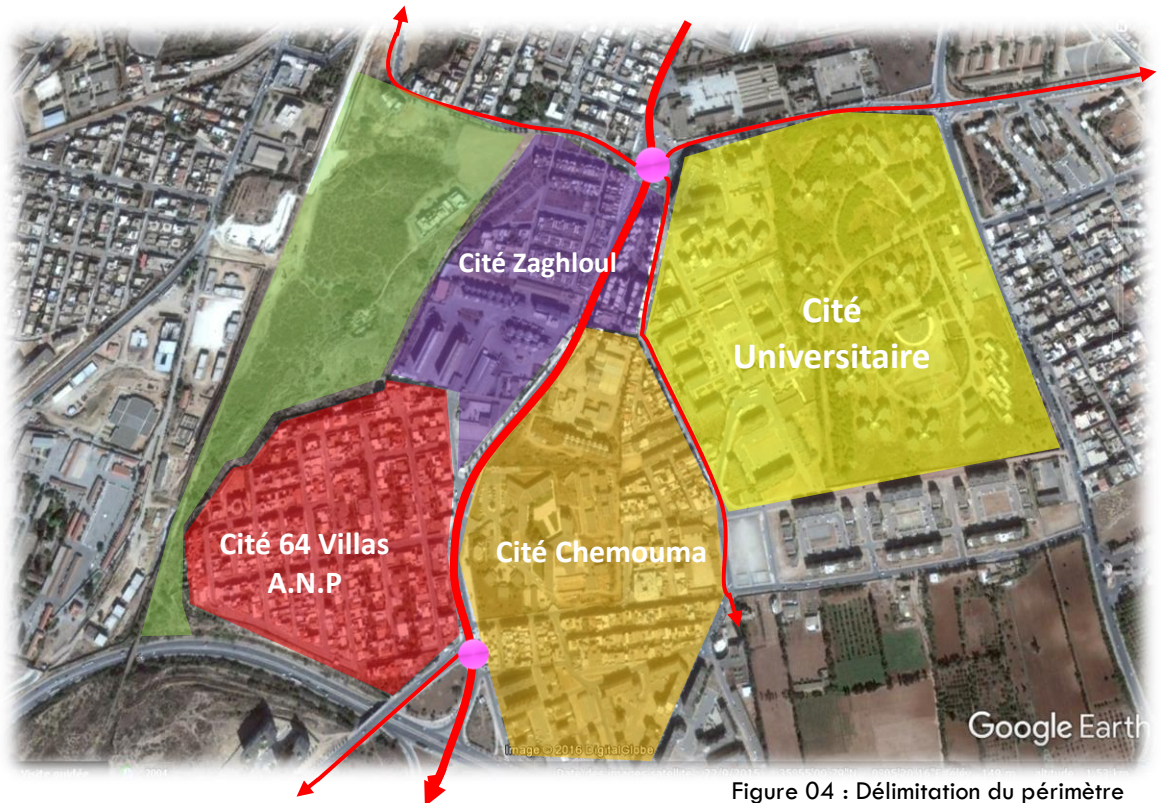 Cité Zaghloul
Cité
Universitaire
Cité 64 Villas
A.N.P
Cité Chemouma
Google Earth
Image © 2016 DigitalGlobe
Figure 04 : Délimitation du périmètre